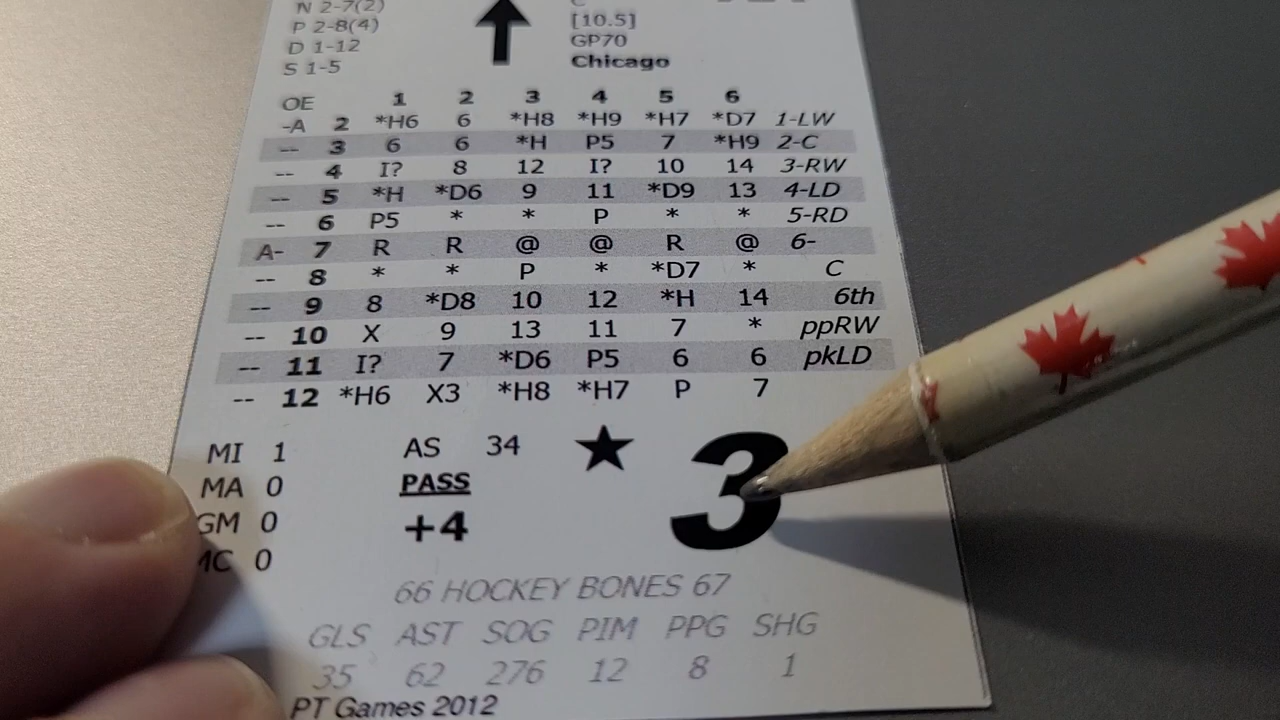 N 2-7(2) C
P 2-8(4) [10.5]
D 1-12 GP70
S 1-5 Chicago
OE 1 2 3 4 5 6
-A 2 *H6 6 *H8 *H9 *H7 *D7 1-LW
-- 3 6 6 *H P5 7 *H9 2-C
-- 4 I? 8 12 I? 10 14 3-RW
-- 5 *H *D6 9 11 *D9 13 4-LD
-- 6 P5 * * P * * 5-RD
A- 7 R R @ @ R @ 6-
-- 8 * * P * *D7 * C
-- 9 8 *D8 10 12 *H 14 6th
-- 10 X 9 13 11 7 * ppRW
-- 11 I? 7 *D6 P5 6 6 pkLD
-- 12 *H6 X3 *H8 *H7 P 7
MI 1 AS 34 ★ 3
MA 0 PASS
GM 0 +4
MC 0
66 HOCKEY BONES 67
GLS AST SOG PIM PPG SHG
35 62 276 12 8 1
PT Games 2012